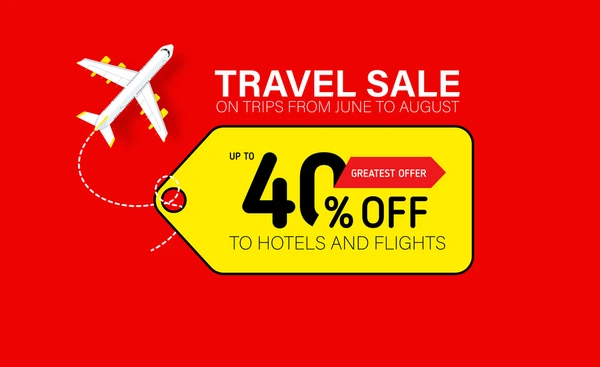 TRAVEL SALE
ON TRIPS FROM JUNE TO AUGUST
UP TO
40% OFF
GREATEST OFFER
TO HOTELS AND FLIGHTS